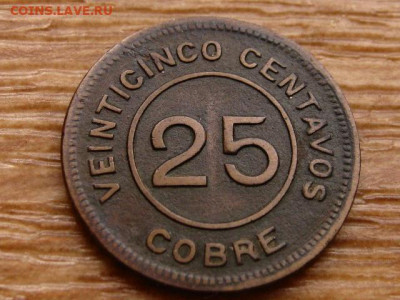 COINS.LAVE.RU
VEINTICINCO CENTAVOS
25
COBRE